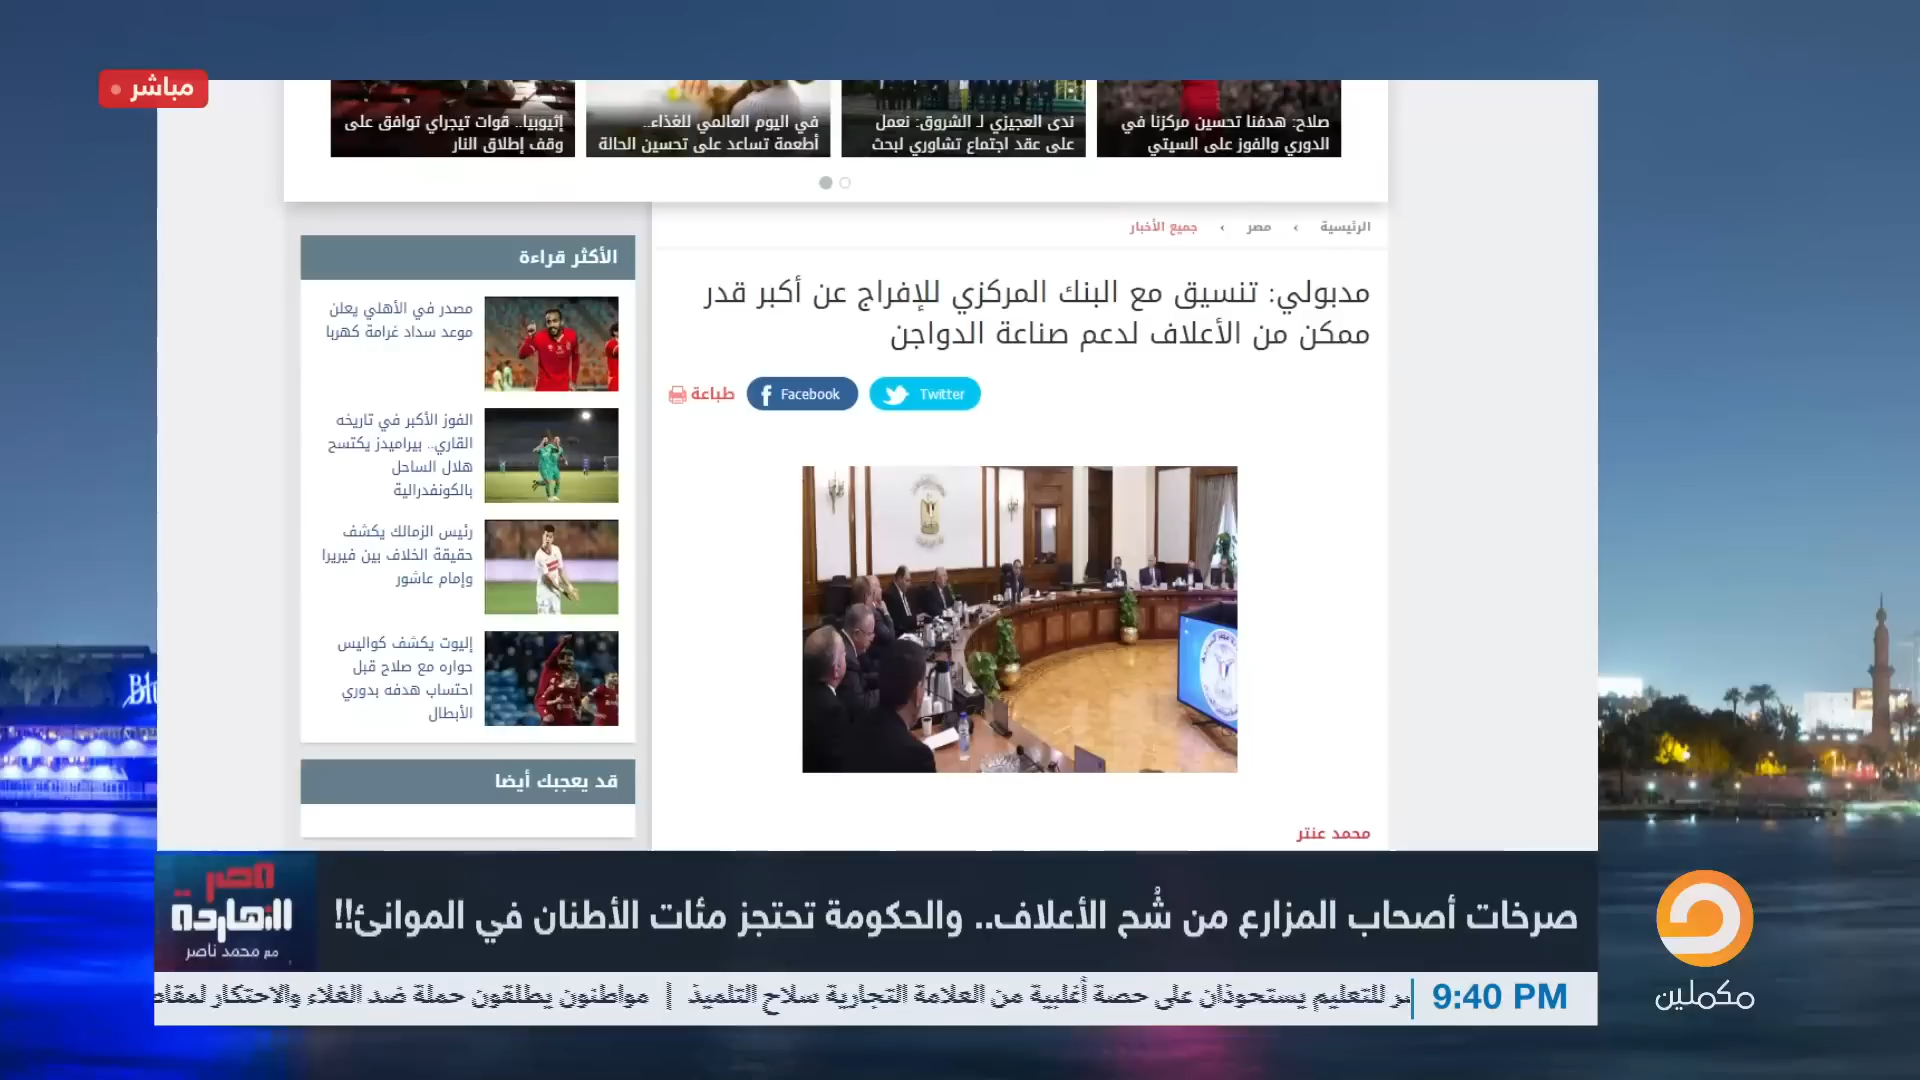 مباشر
صلاح: هدفنا تحسين مركزنا في
الدوري والفوز على السيتي
ندى العجيزي لـ الشروق: نعمل
على عقد اجتماع تشاوري لبحث
في اليوم العالمي للغذاء..
أطعمة تساعد على تحسين الحالة
إثيوبيا.. قوات تيجراي توافق على
وقف إطلاق النار
الرئيسية › مصر › جميع الأخبار
مدبولي: تنسيق مع البنك المركزي للإفراج عن أكبر قدر
ممكن من الأعلاف لدعم صناعة الدواجن
طباعة
Facebook
Twitter
محمد عنتر
الأكثر قراءة
مصدر في الأهلي يعلن
موعد سداد غرامة كهربا
الفوز الأكبر في تاريخه
القاري.. بيراميدز يكتسح
هلال الساحل
بالكونفدرالية
رئيس الزمالك يكشف
حقيقة الخلاف بين فيريرا
وإمام عاشور
إليوت يكشف كواليس
حواره مع صلاح قبل
احتساب هدفه بدوري
الأبطال
قد يعجبك أيضا
صرخات أصحاب المزارع من شُح الأعلاف.. والحكومة تحتجز مئات الأطنان في الموانئ!!
مصر
النهاردة
مع محمد ناصر
9:40 PM
للتعليم يستحوذان على حصة أغلبية من العلامة التجارية سلاح التلميذ | مواطنون يطلقون حملة ضد الغلاء والاحتكار
مكملين